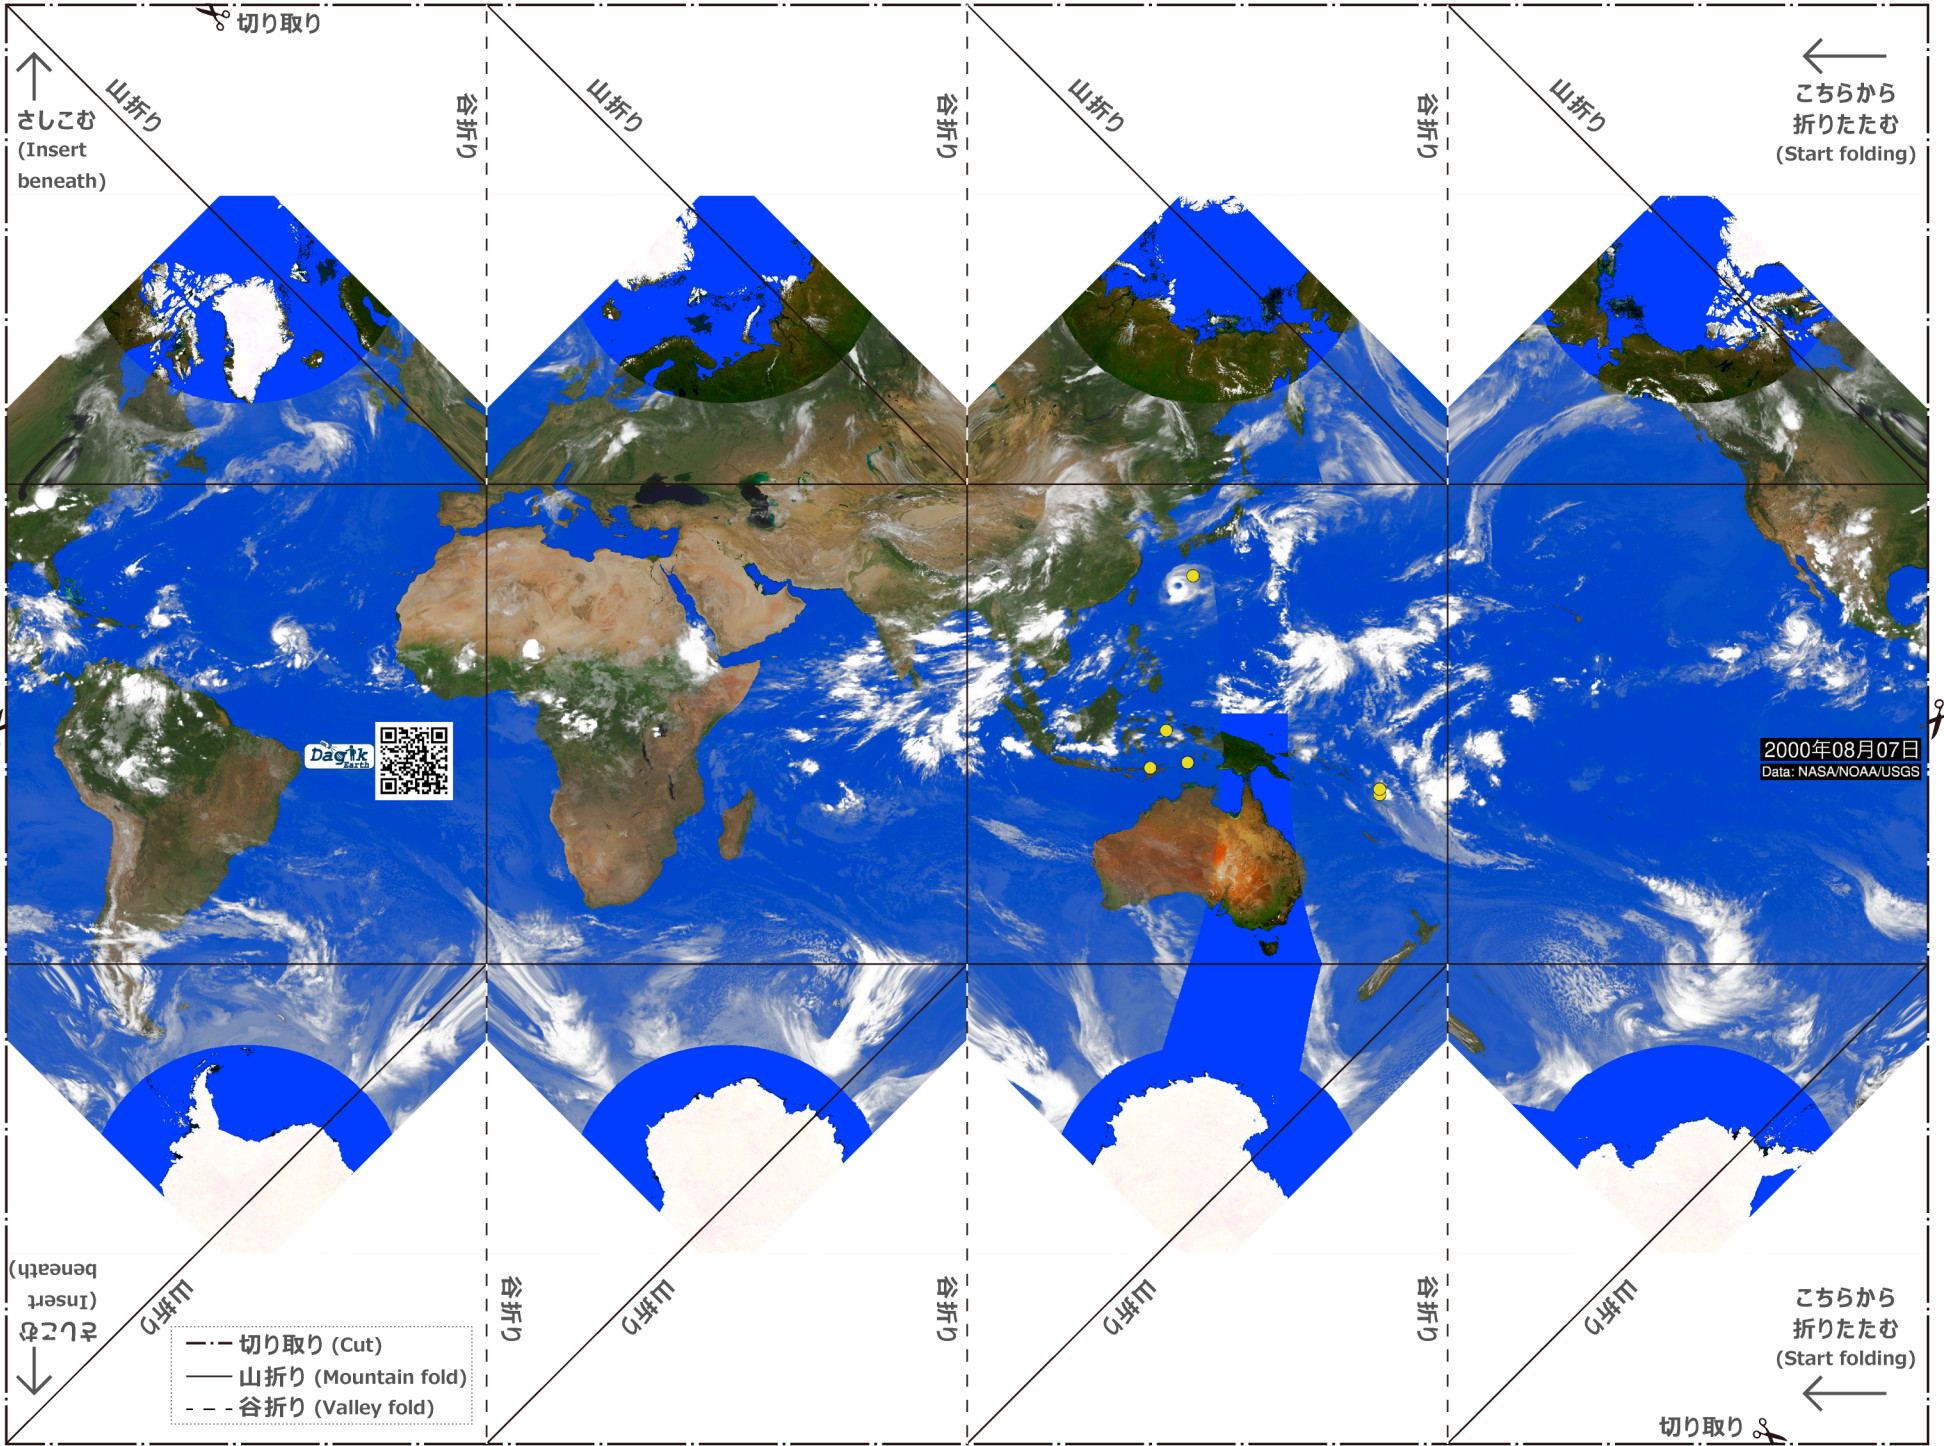 切り取り
山折り
谷折り
山折り
谷折り
山折り
谷折り
山折り
さしこむ
(Insert
beneath)
こちらから
折りたたむ
(Start folding)
Dagik
Earth
2000年08月07日
Data: NASA/NOAA/USGS
さしこむ
(Insert
beneath)
山折り
谷折り
山折り
谷折り
山折り
谷折り
山折り
切り取り (Cut)
山折り (Mountain fold)
谷折り (Valley fold)
こちらから
折りたたむ
(Start folding)
切り取り